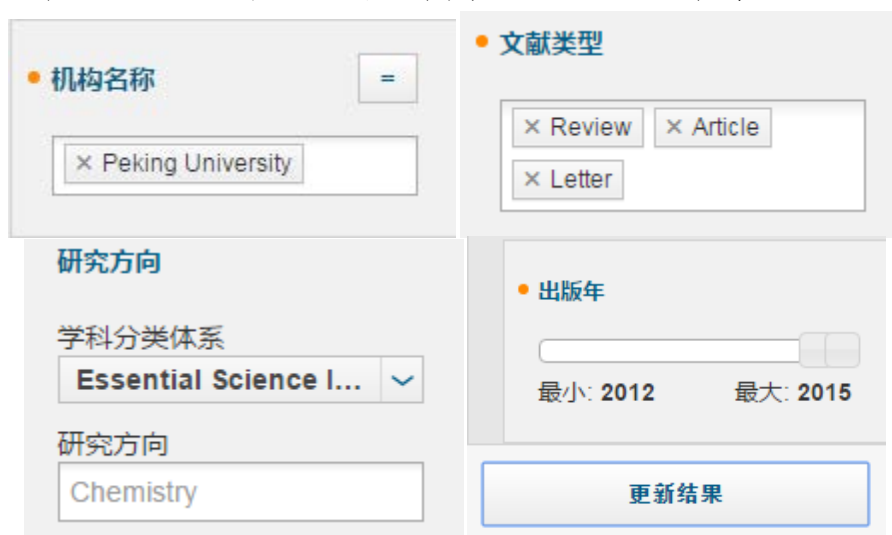 机构名称
=
× Peking University
文献类型
× Review × Article
× Letter
研究方向
学科分类体系
Essential Science I...
研究方向
Chemistry
出版年
最小: 2012 最大: 2015
更新结果